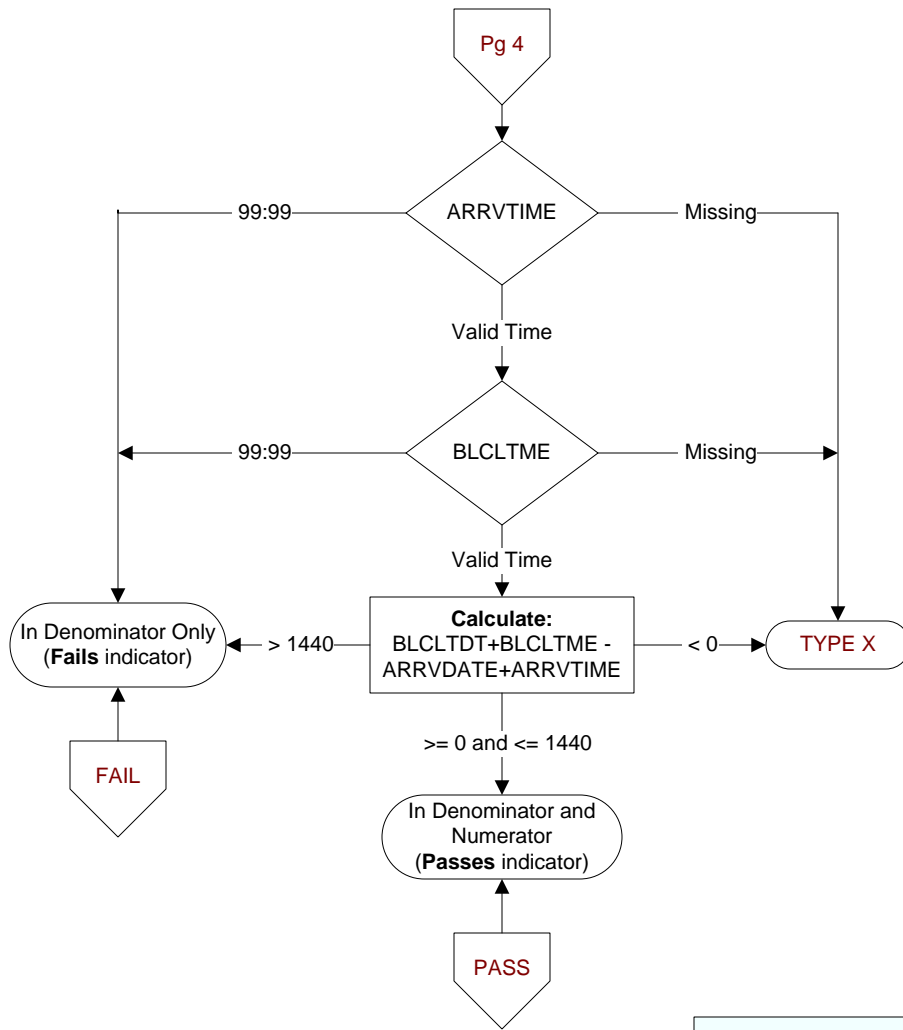 Pg 4
ARRVTIME
99:99
Missing
Valid Time
BLCLTME
99:99
Missing
Valid Time
Calculate:
BLCLTDT+BLCLTME -
ARRVDATE+ARRVTIME
> 1440
< 0
In Denominator Only
(Fails indicator)
TYPE X
>= 0 and <= 1440
FAIL
In Denominator and
Numerator
(Passes indicator)
PASS